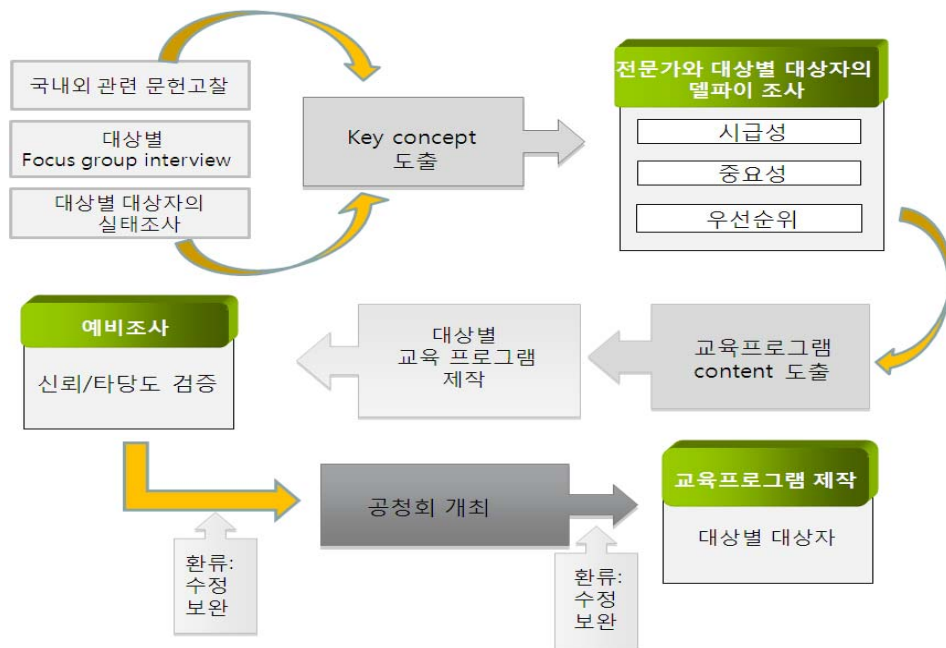 국내외 관련 문헌고찰
대상별
Focus group interview
대상별 대상자의
실태조사
Key concept
도출
전문가와 대상별 대상자의
델파이 조사
시급성
중요성
우선순위
교육프로그램
content 도출
대상별
교육 프로그램
제작
예비조사
신뢰/타당도 검증
환류:
수정
보완
공청회 개최
환류:
수정
보완
교육프로그램 제작
대상별 대상자